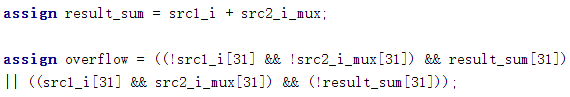 assign result_sum = src1_i + src2_i_mux;
assign overflow = ((!src1_i[31] && !src2_i_mux[31]) && result_sum[31])
|| ((src1_i[31] && src2_i_mux[31]) && (!result_sum[31]));